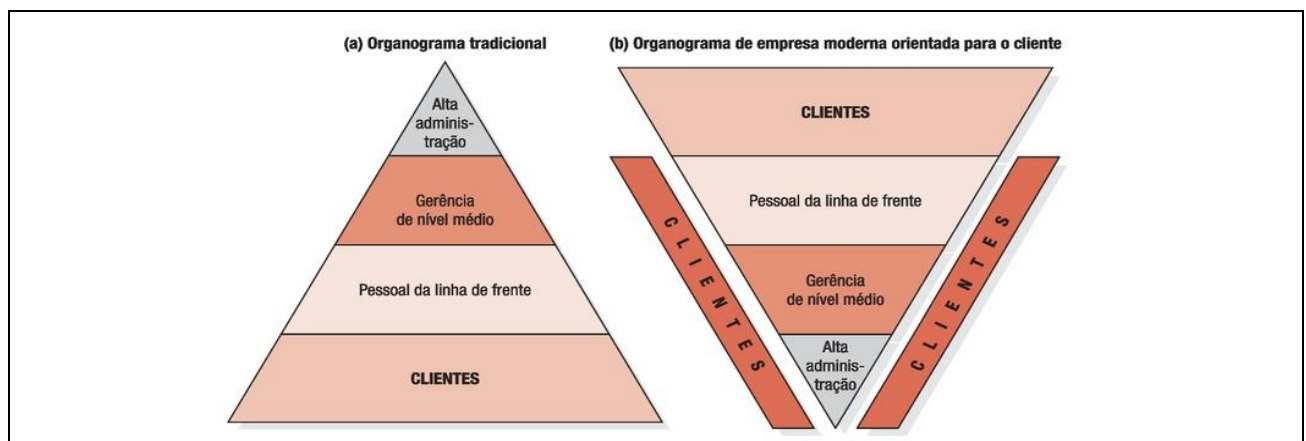 (a) Organograma tradicional
Alta
adminis-
tração
Gerência
de nível médio
Pessoal da linha de frente
CLIENTES
(b) Organograma de empresa moderna orientada para o cliente
CLIENTES
Pessoal da linha de frente
Gerência
de nível médio
Alta
adminis-
tração
CLIENTES
CLIENTES